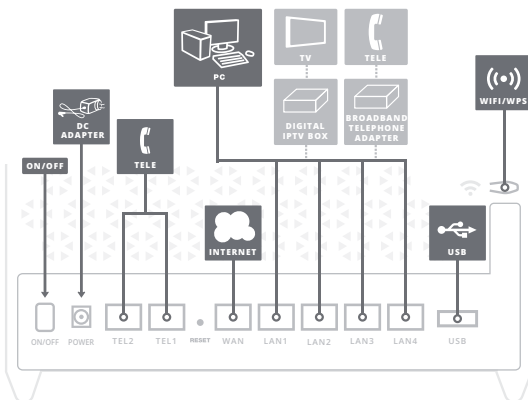 PC
TV
TELE
DIGITAL
IPTV BOX
BROADBAND
TELEPHONE
ADAPTER
WIFI/WPS
DC
ADAPTER
TELE
ON/OFF
INTERNET
USB
ON/OFF POWER TEL2 TEL1 RESET WAN LAN1 LAN2 LAN3 LAN4 USB